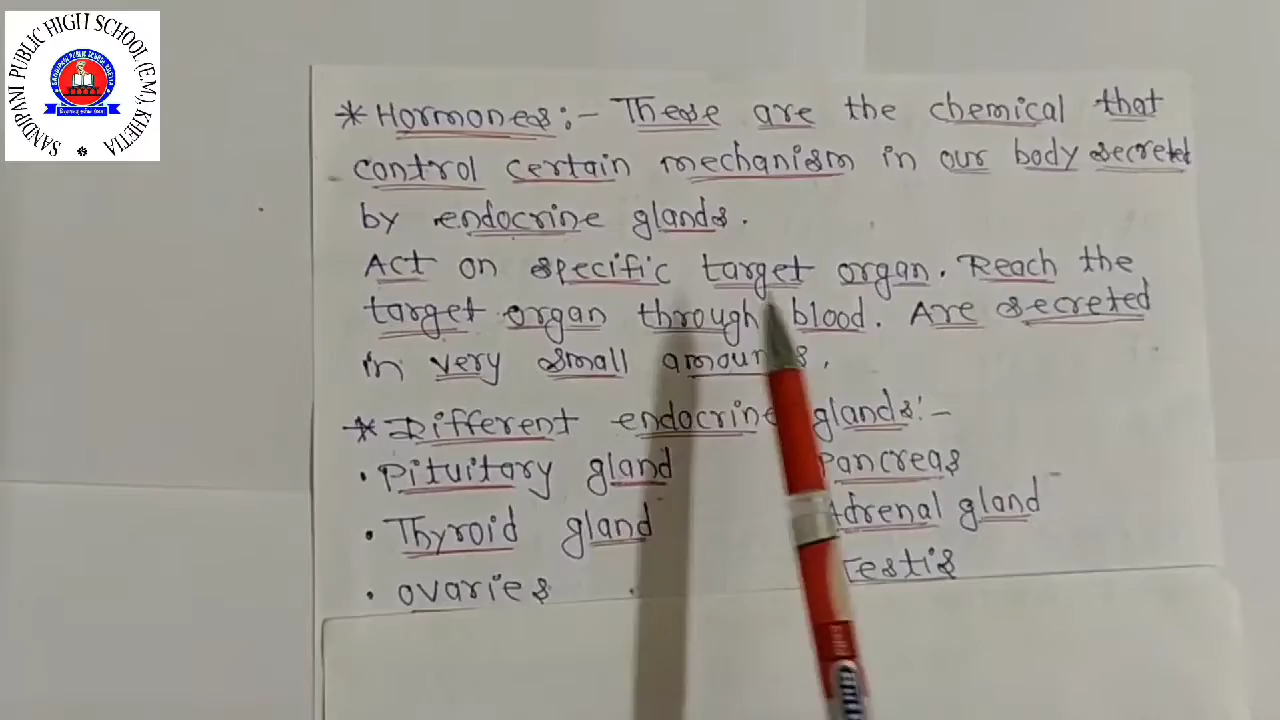 SANDIPANI PUBLIC HIGH SCHOOL (E.M), KHETIA
* Hormones:- These are the chemical that
control certain mechanism in our body secreted
by endocrine glands.
Act on specific target organ. Reach the
target organ through blood. Are secreted
in very small amounts.
* Different endocrine glands:-
• Pituitary gland Pancreas
• Thyroid gland Adrenal gland
• Ovaries • Testis